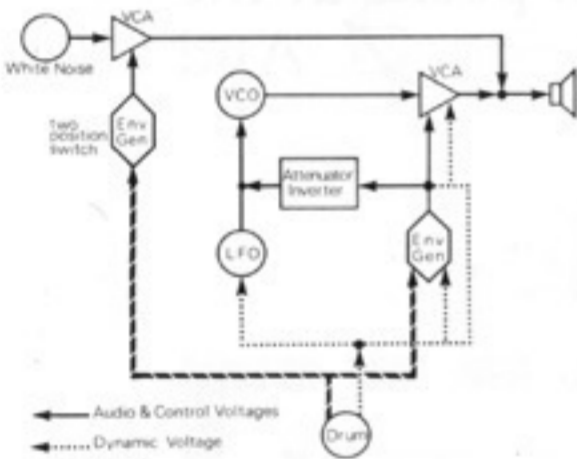 VCA
White Noise
Two
position
Switch
Env
Gen
VCO
VCA
Attenuator
Inverter
LFO
Env
Gen
Audio & Control Voltages
Dynamic Voltage
Drum